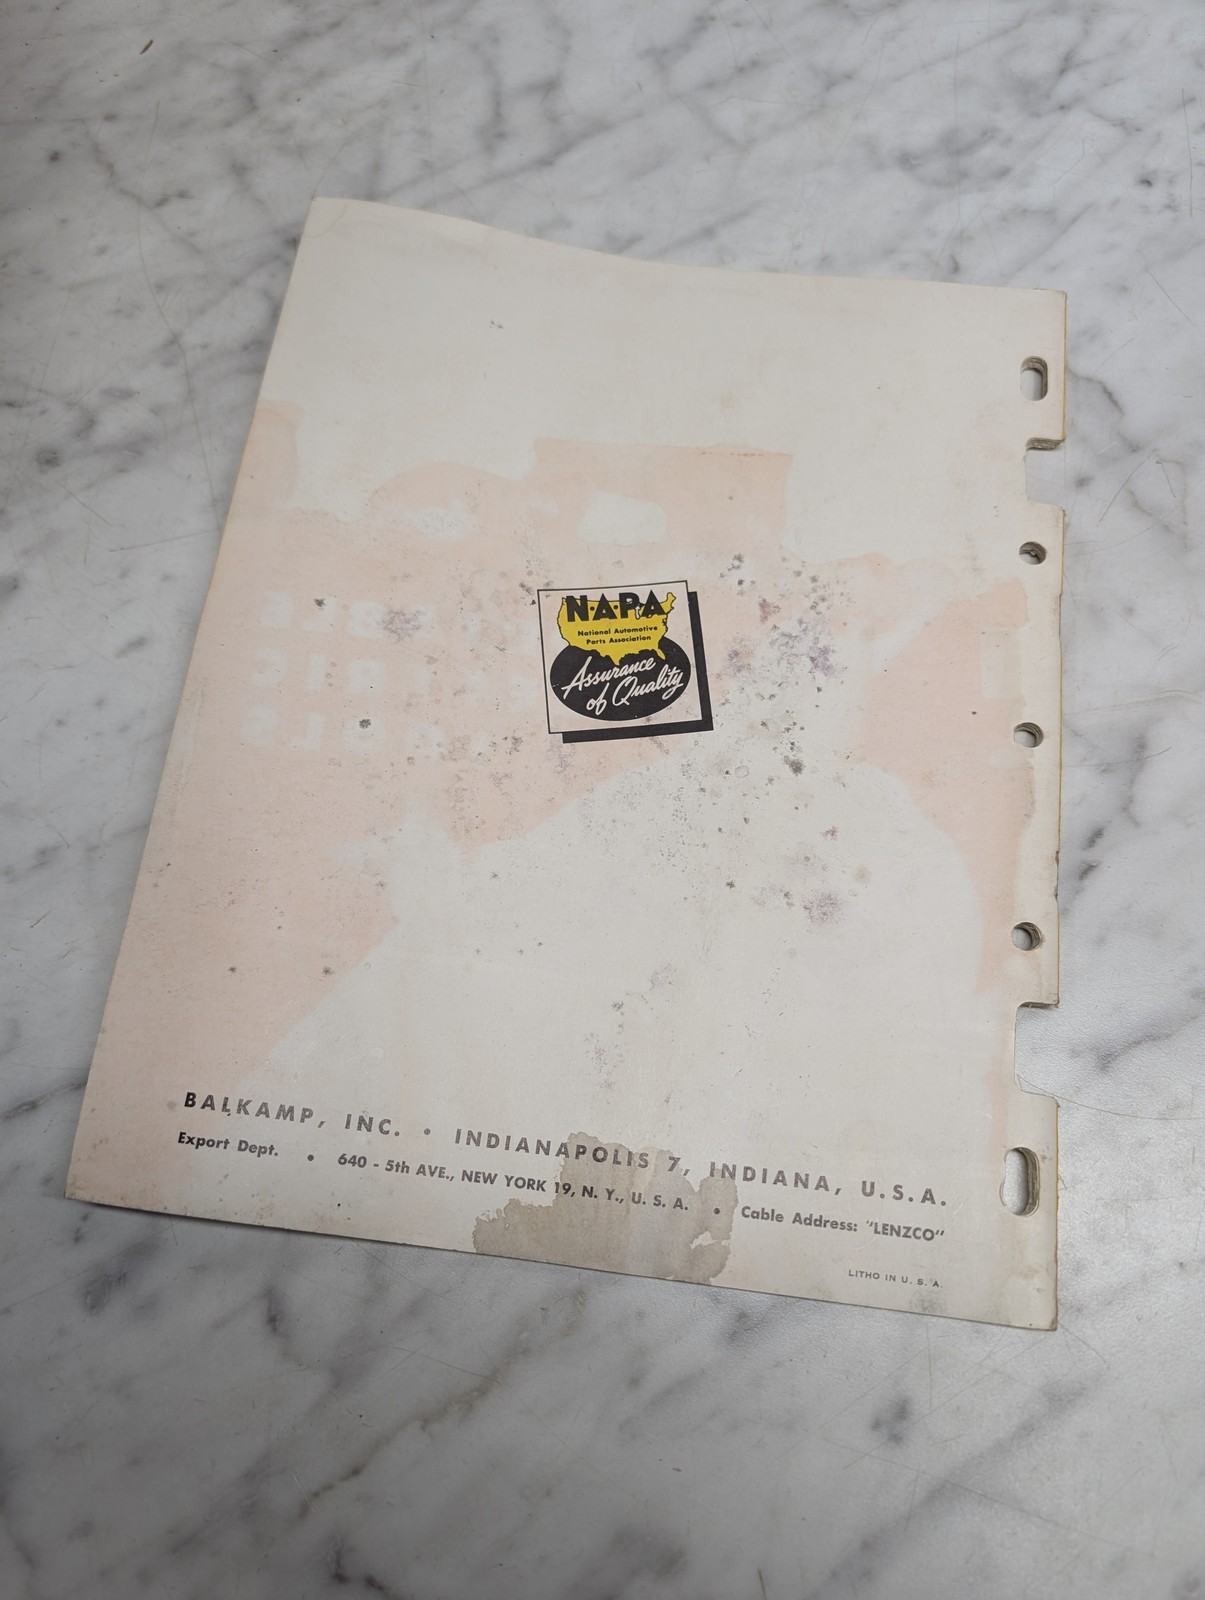 N·A·P·A
National Automotive
Parts Association
Assurance
of Quality
BALKAMP, INC. • INDIANAPOLIS 7, INDIANA, U.S.A.
Export Dept. • 640 - 5th AVE., NEW YORK 19, N. Y., U. S. A. • Cable Address: "LENZCO"
LITHO IN U. S. A.